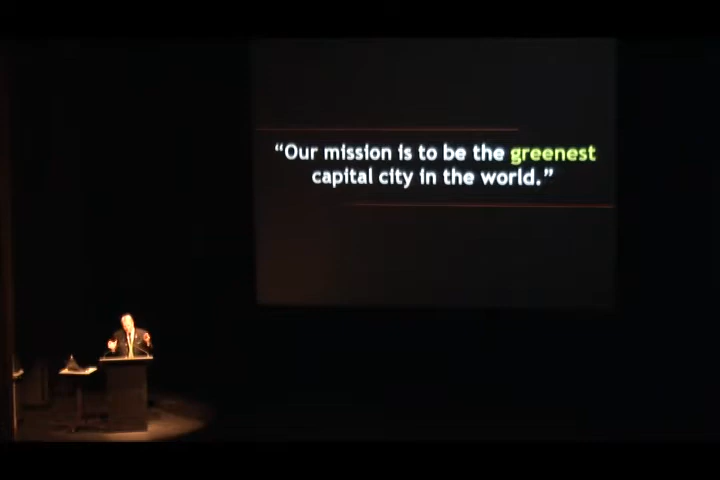 “Our mission is to be the greenest
capital city in the world.”